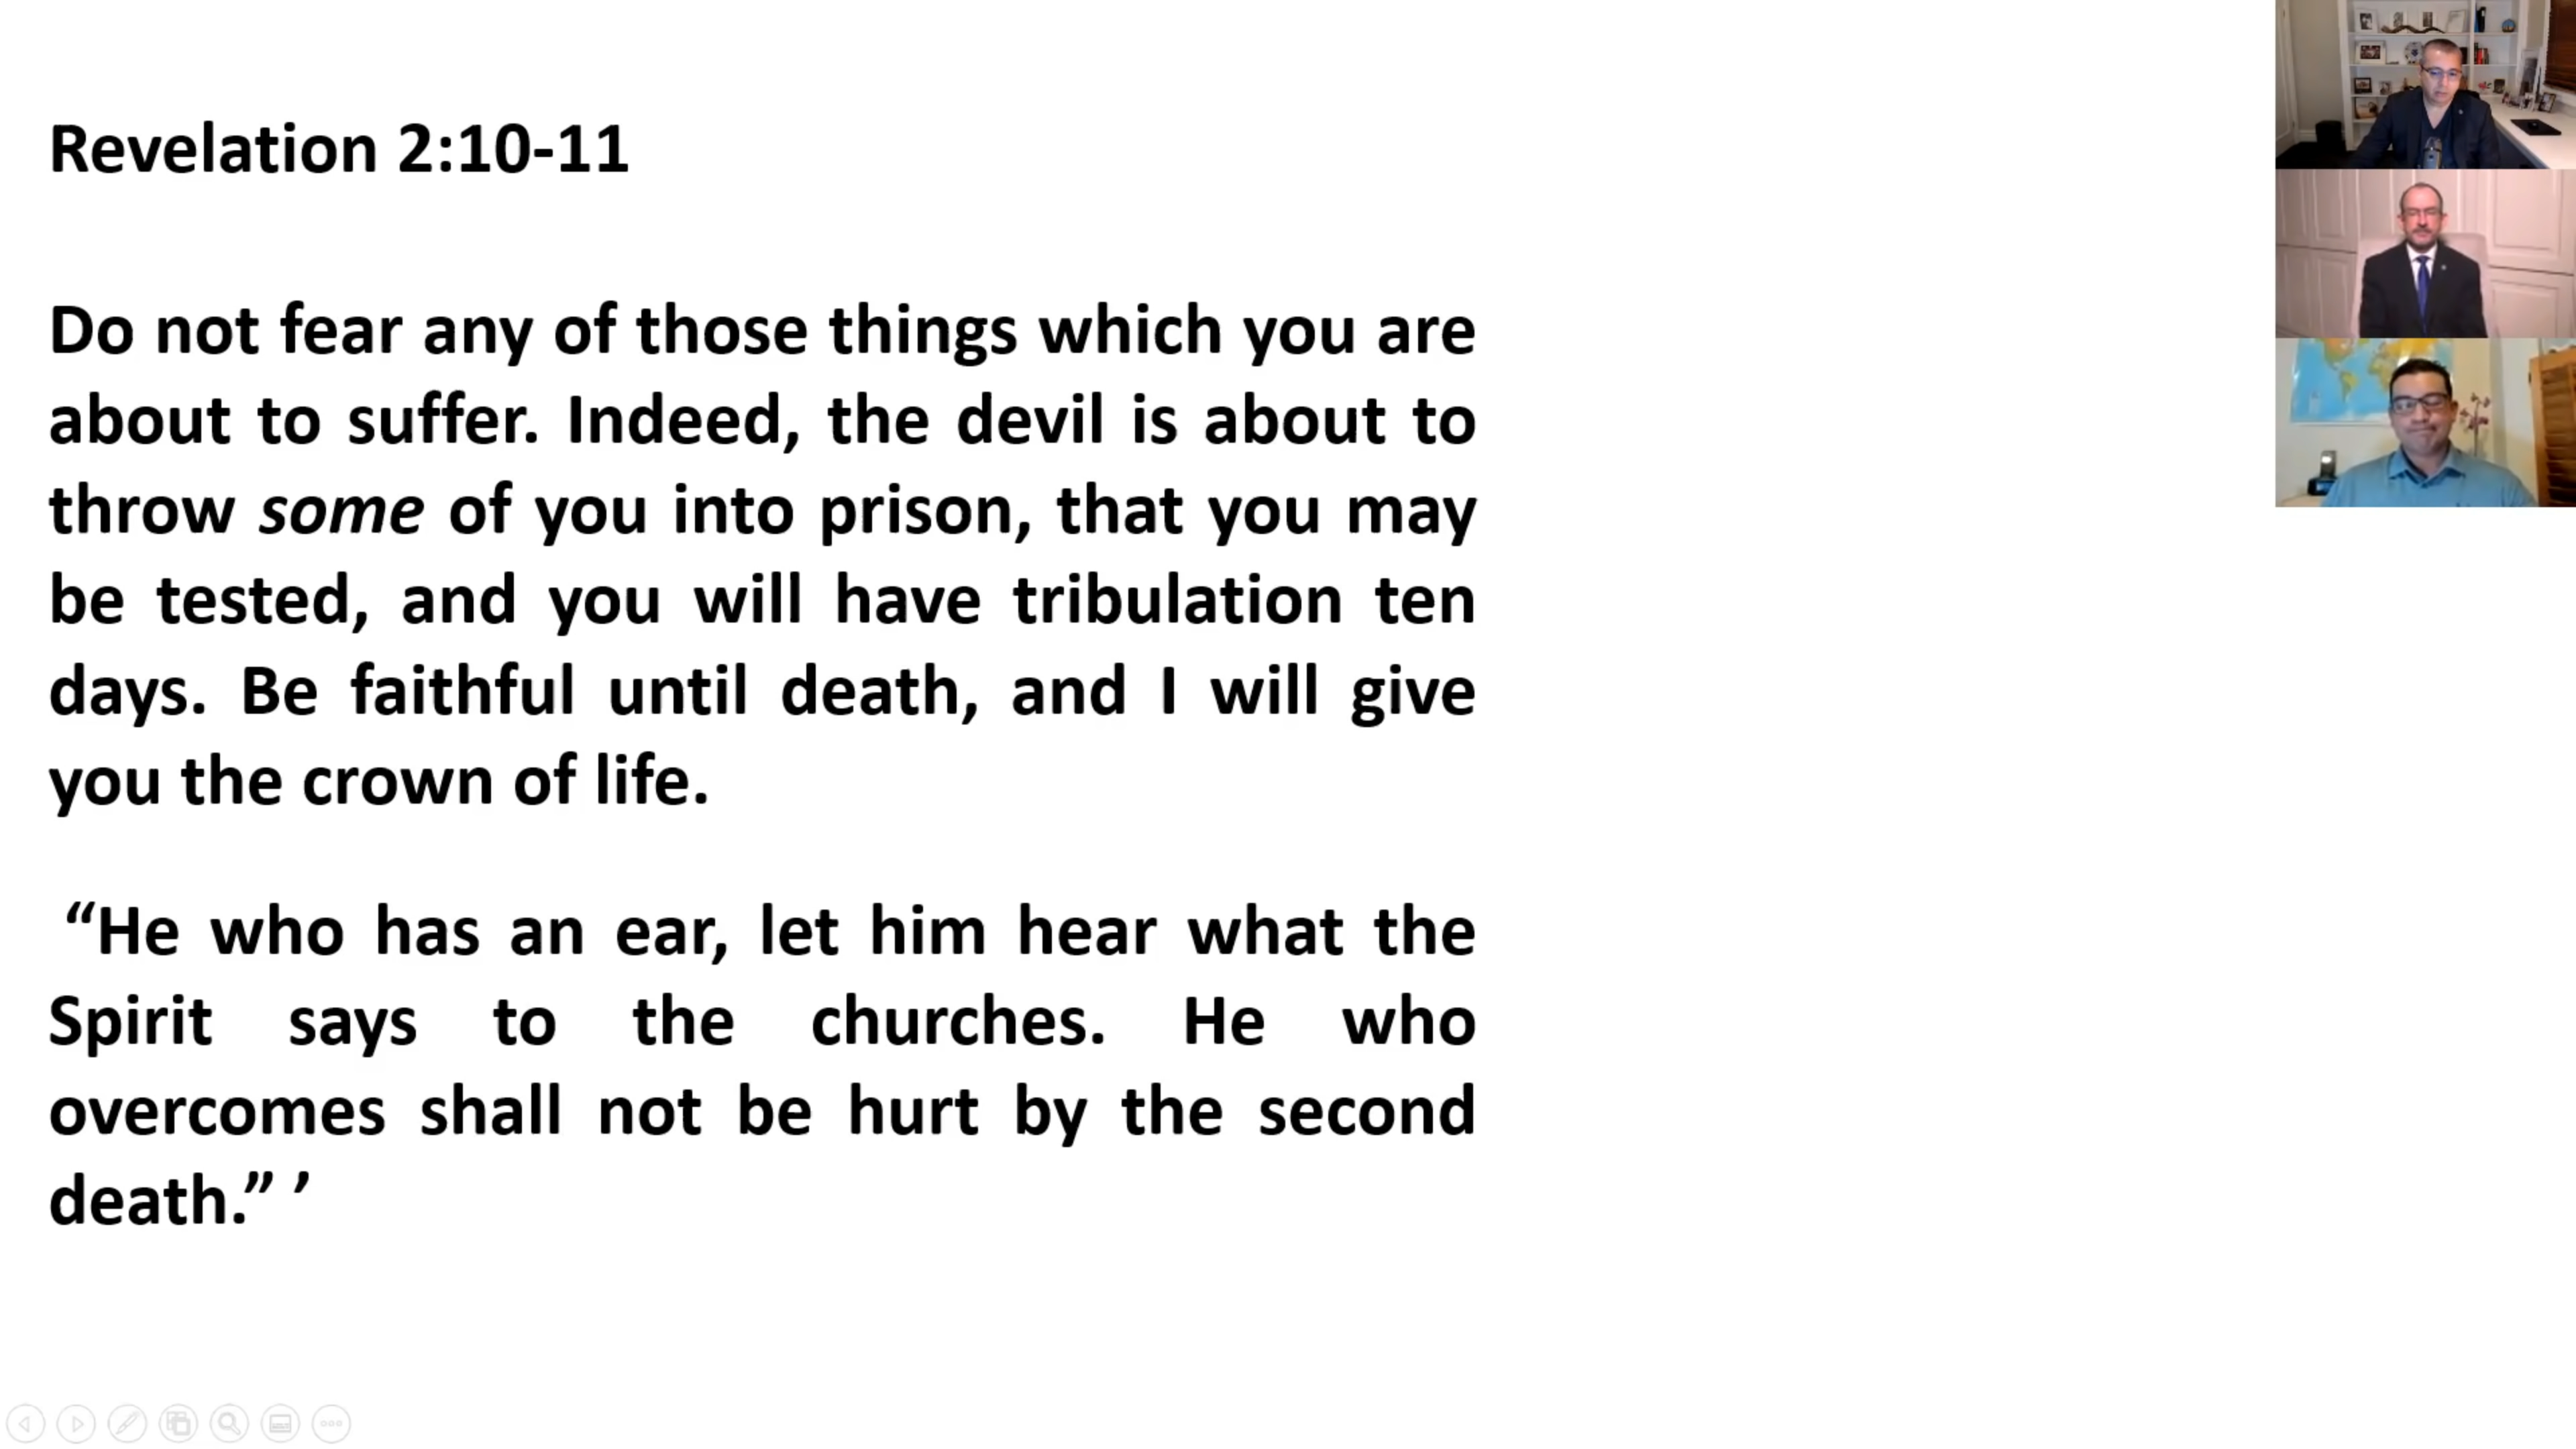 Revelation 2:10-11
Do not fear any of those things which you are
about to suffer. Indeed, the devil is about to
throw some of you into prison, that you may
be tested, and you will have tribulation ten
days. Be faithful until death, and I will give
you the crown of life.
“He who has an ear, let him hear what the
Spirit says to the churches. He who
overcomes shall not be hurt by the second
death.” ’